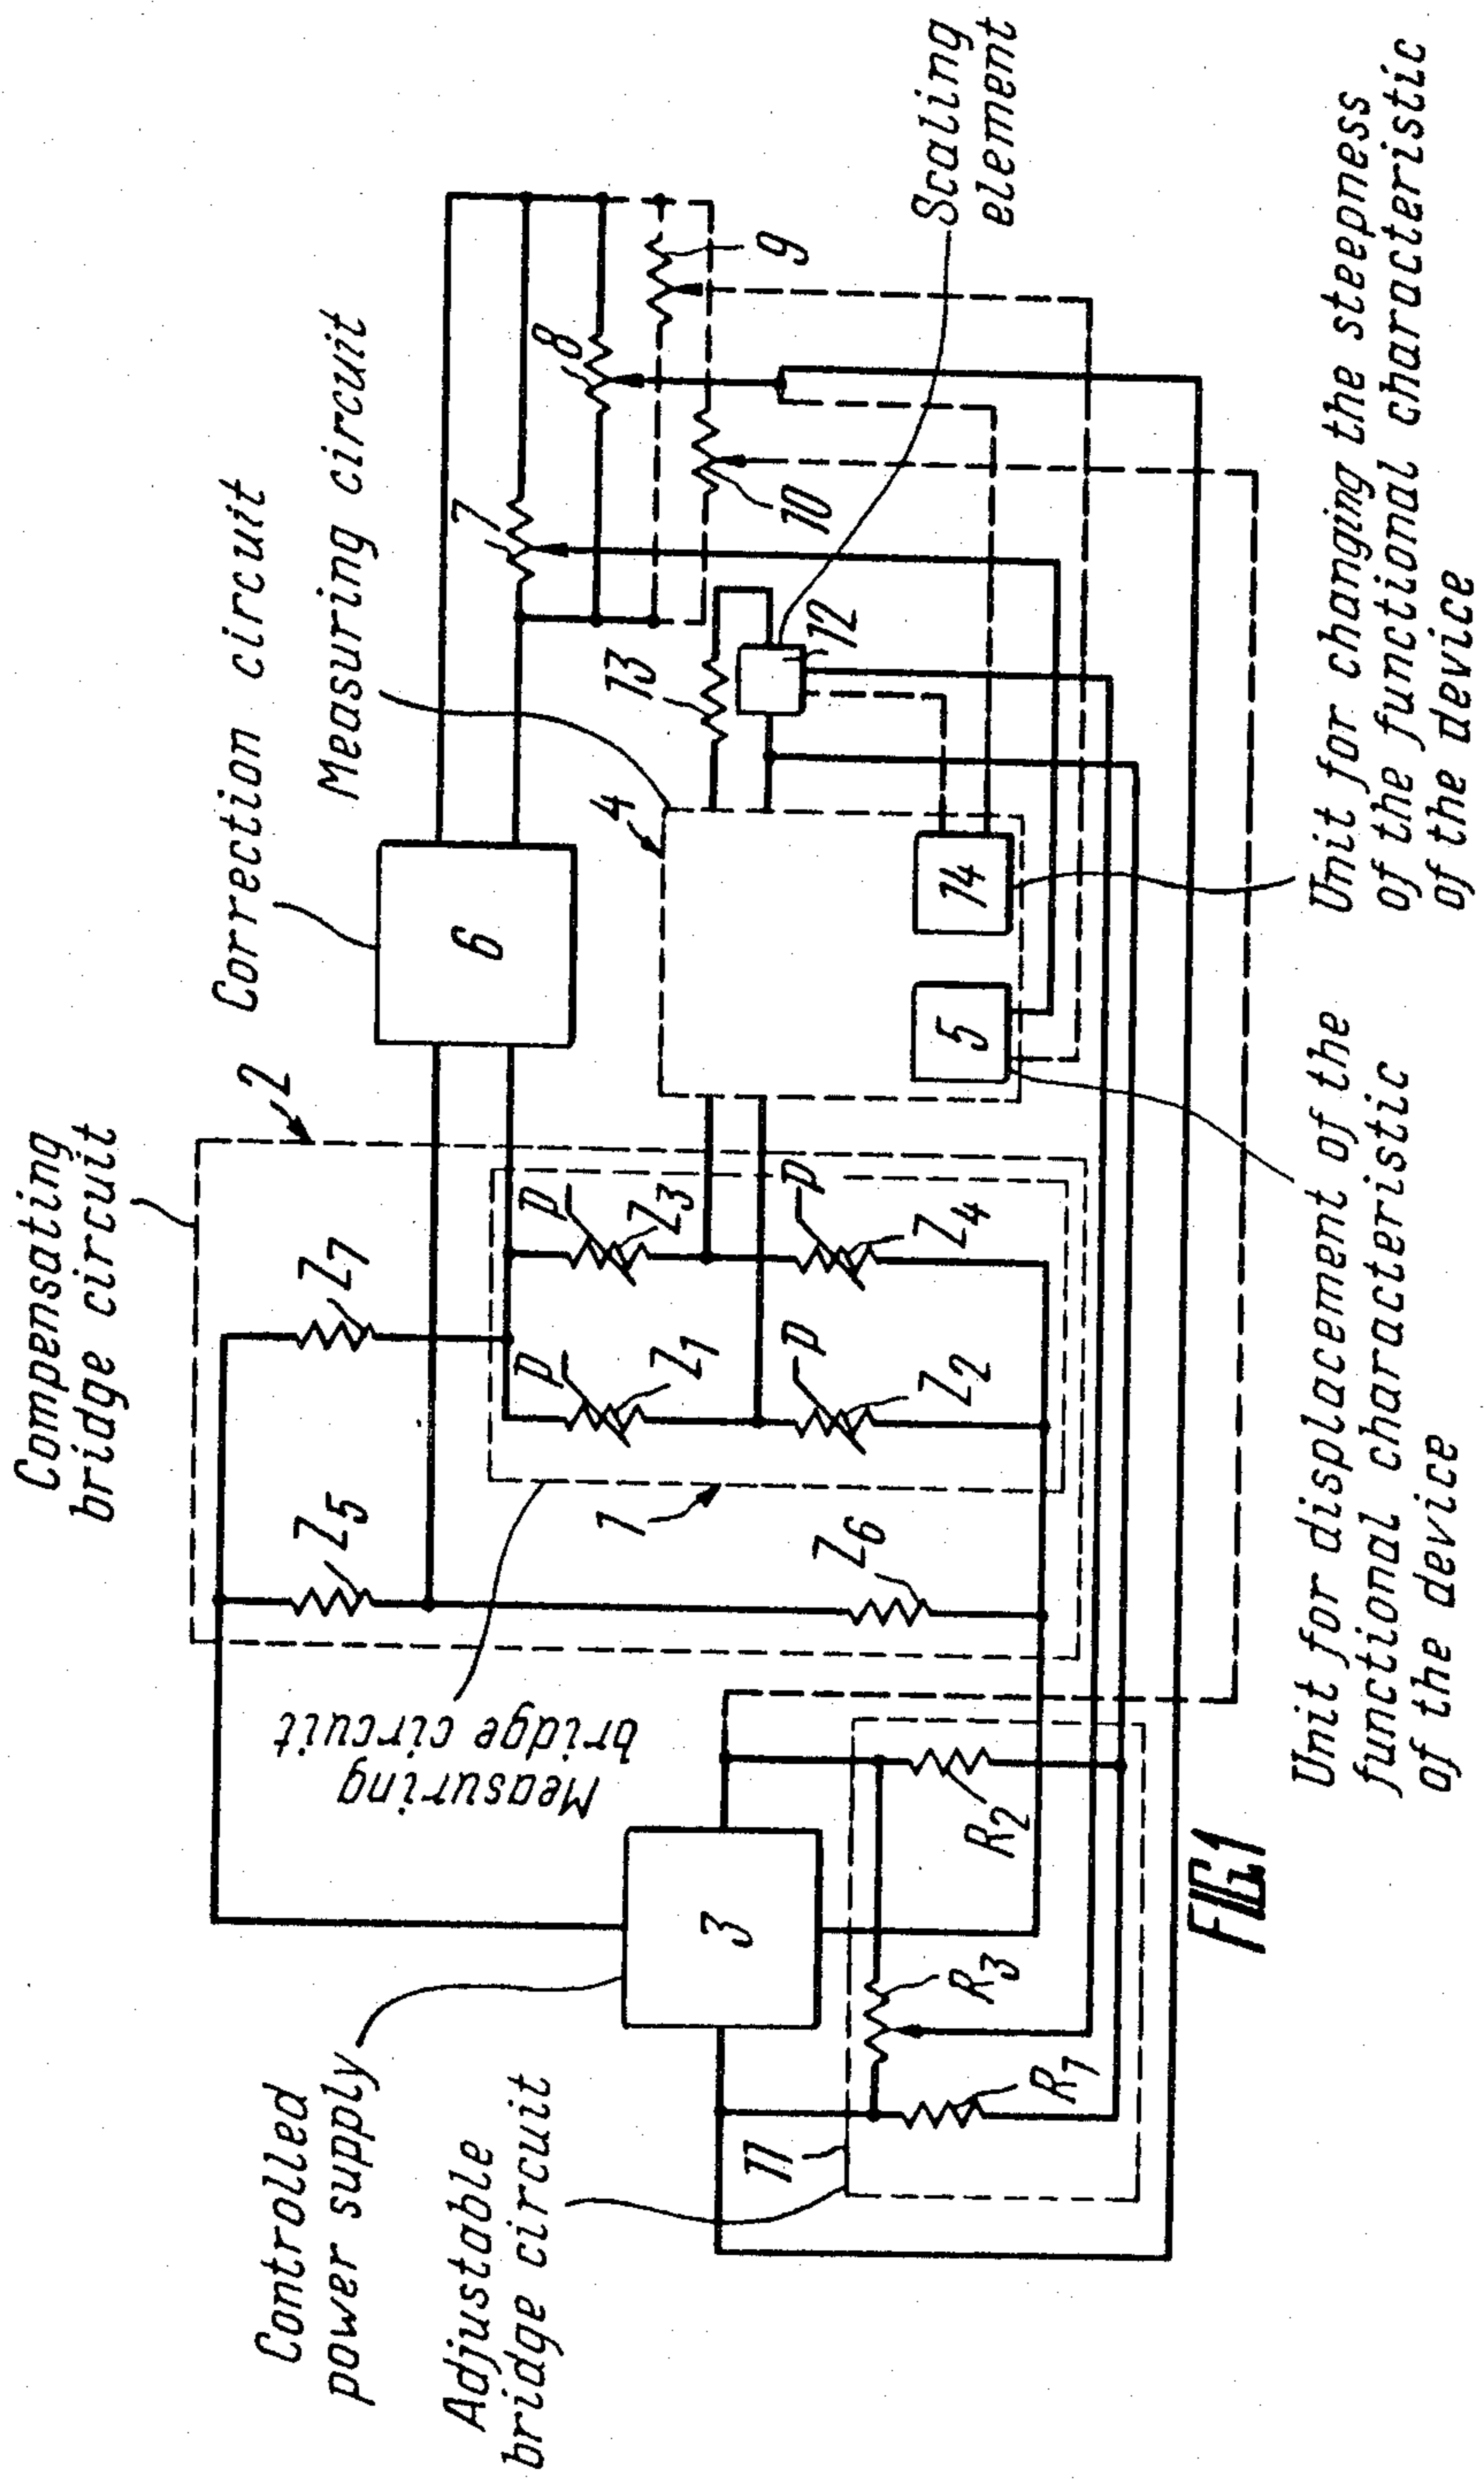 Compensating
bridge circuit
2
Correction circuit
Measuring circuit
Z5
Z7
6
7
8
9
10
Scaling
element
13
12
4
P
Z3
P
Z1
P
Z4
P
Z2
1
Z6
5
14
Measuring
bridge circuit
Controlled
power supply
3
Adjustable
bridge circuit
11
R1
R3
R2
Unit for displacement of the
functional characteristic
of the device
Unit for changing the steepness
of the functional characteristic
of the device
FIG.1